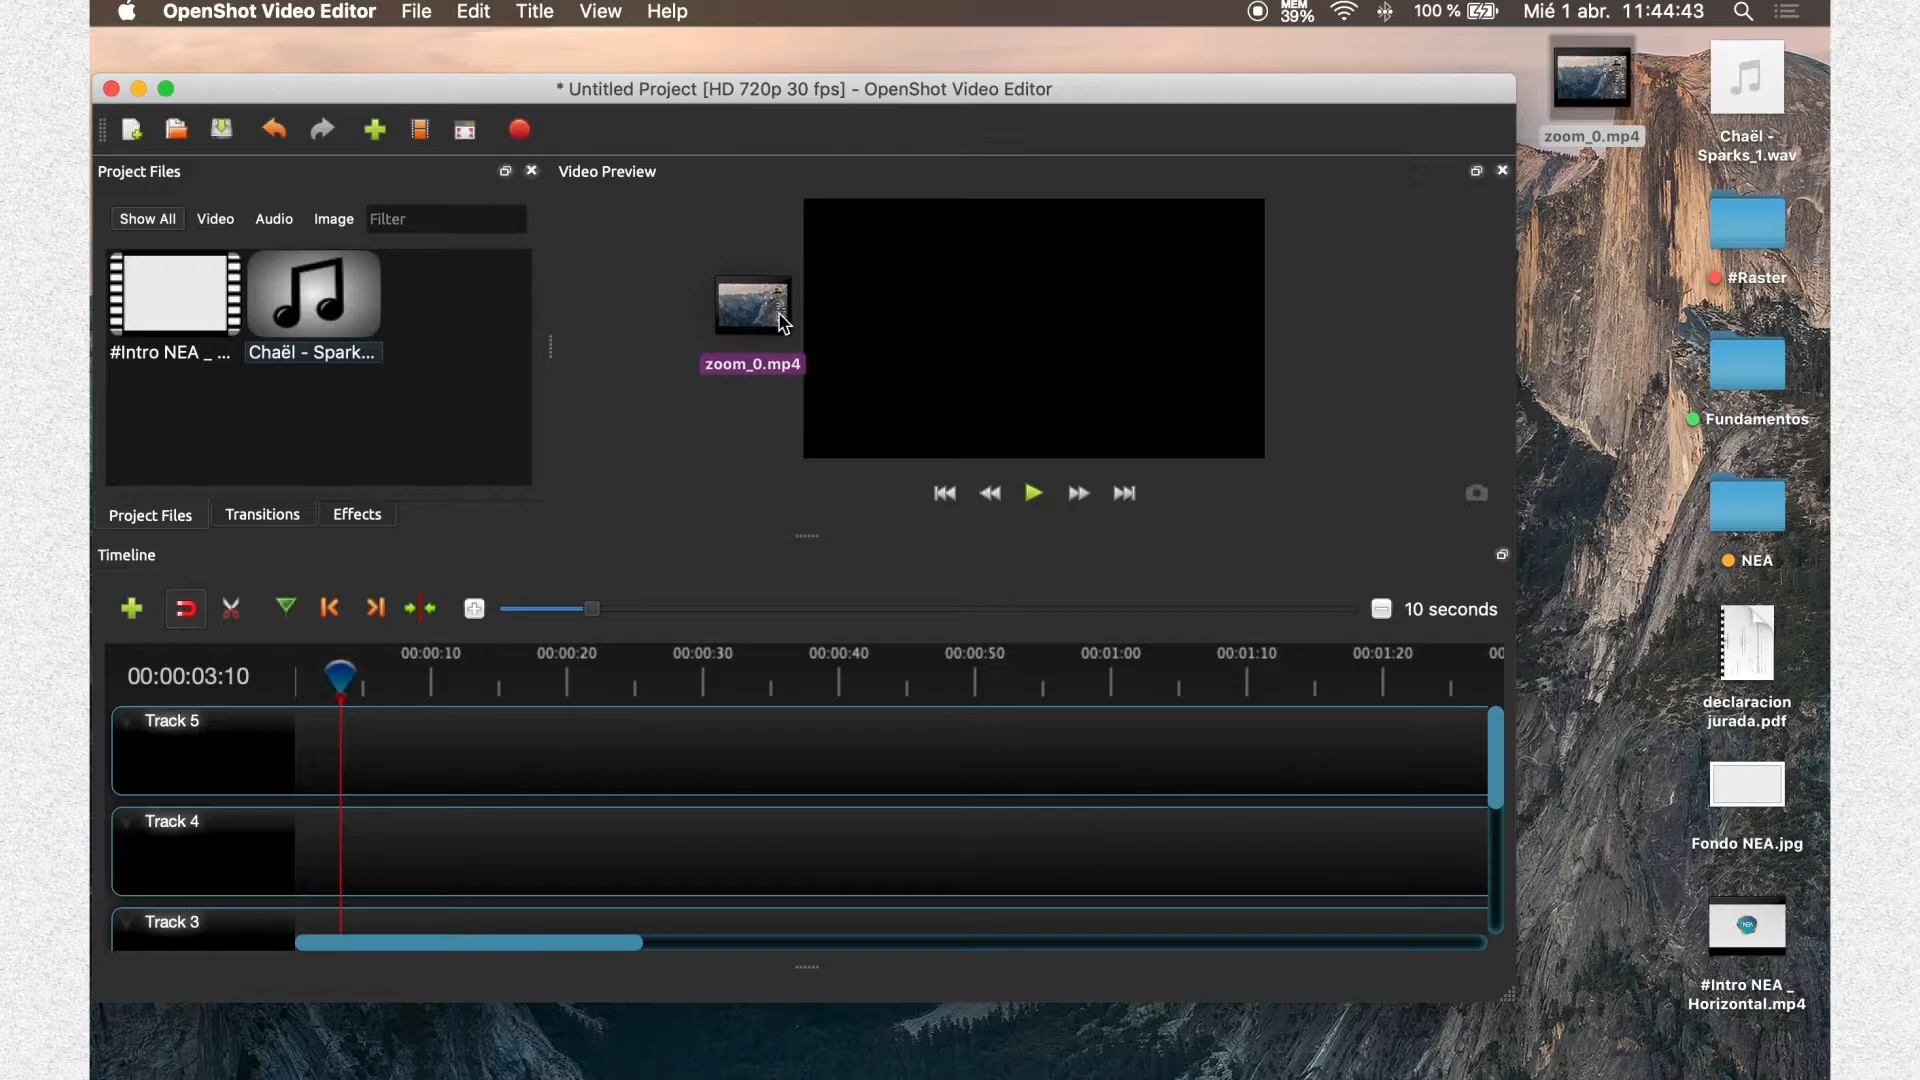 OpenShot Video Editor File Edit Title View Help MEM 39% 100 % Mié 1 abr. 11:44:43
* Untitled Project [HD 720p 30 fps] - OpenShot Video Editor
Project Files
Video Preview
Show All Video Audio Image Filter
#Intro NEA _ ... Chaël - Spark...
zoom_0.mp4
Project Files Transitions Effects
Timeline
10 seconds
00:00:03:10
00:00:10 00:00:20 00:00:30 00:00:40 00:00:50 00:01:00 00:01:10 00:01:20 00
Track 5
Track 4
Track 3
zoom_0.mp4
Chaël -
Sparks_1.wav
#Raster
Fundamentos
NEA
declaracion
jurada.pdf
Fondo NEA.jpg
NEA
#Intro NEA _
Horizontal.mp4